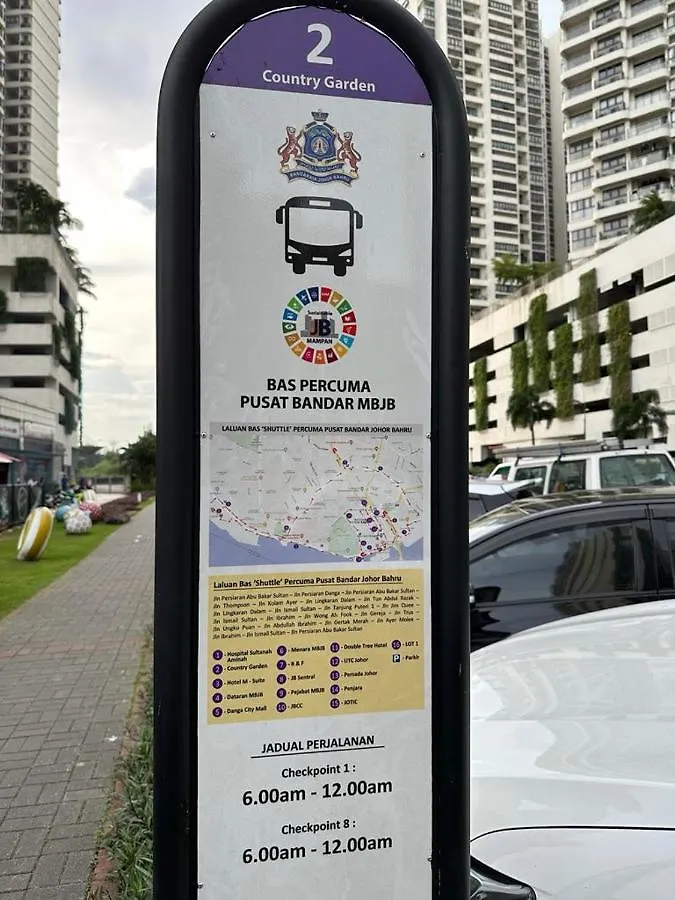 2
Country Garden
BANDARAYA JOHOR BAHRU
JB
MAMPAN
BAS PERCUMA
PUSAT BANDAR MBJB
LALUAN BAS 'SHUTTLE' PERCUMA PUSAT BANDAR JOHOR BAHRU
Laluan Bas 'Shuttle' Percuma Pusat Bandar Johor Bahru
Jln Persiaran Abu Bakar Sultan – Jln Persiaran Danga – Jln Persiaran Abu Bakar Sultan –
Jln Thompoon – Jln Kolam Ayer – Jln Lingkaran Dalam – Jln Tun Abdul Razak –
Jln Lingkaran Dalam – Jln Ismail Sultan – Jln Tanjung Puteri 1 – Jln Jim Quee –
Jln Ismail Sultan – Jln Ibrahim – Jln Wong Ah Fook – Jln Gereja – Jln Trus –
Jln Ungku Puan – Jln Abdullah Ibrahim – Jln Gertak Merah – Jln Ayer Molek –
Jln Ibrahim – Jln Ismail Sultan – Jln Persiaran Abu Bakar Sultan
1 - Hospital Sultanah Aminah
2 - Country Garden
3 - Hotel M - Suite
4 - Dataran MBJB
5 - Danga City Mall
6 - Menara MBJB
7 - R & F
8 - JB Sentral
9 - Pejabat MBJB
10 - JBCC
11 - Double Tree Hotel
12 - UTC Johor
13 - Persada Johor
14 - Penjara
15 - JOTIC
16 - LOT 1
P - Parkir
JADUAL PERJALANAN
Checkpoint 1 :
6.00am - 12.00am
Checkpoint 8 :
6.00am - 12.00am